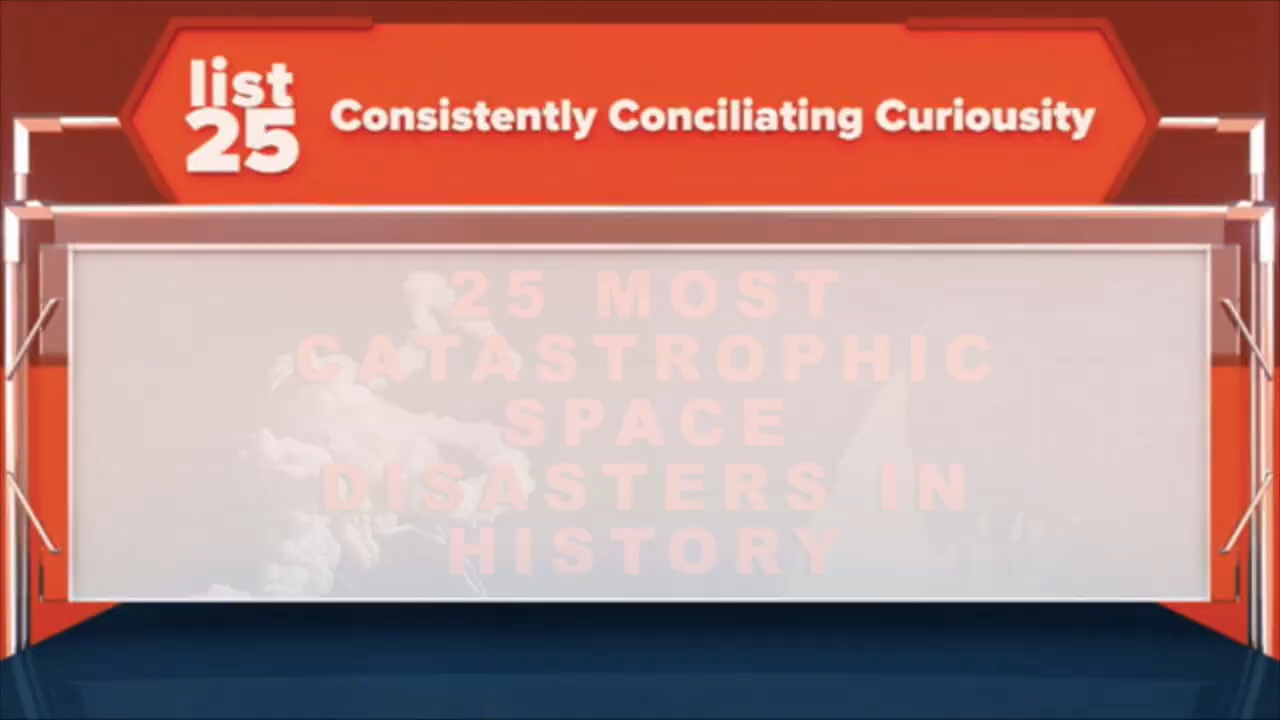 list
25
Consistently Conciliating Curiousity
25 MOST
CATASTROPHIC
SPACE
DISASTERS IN
HISTORY